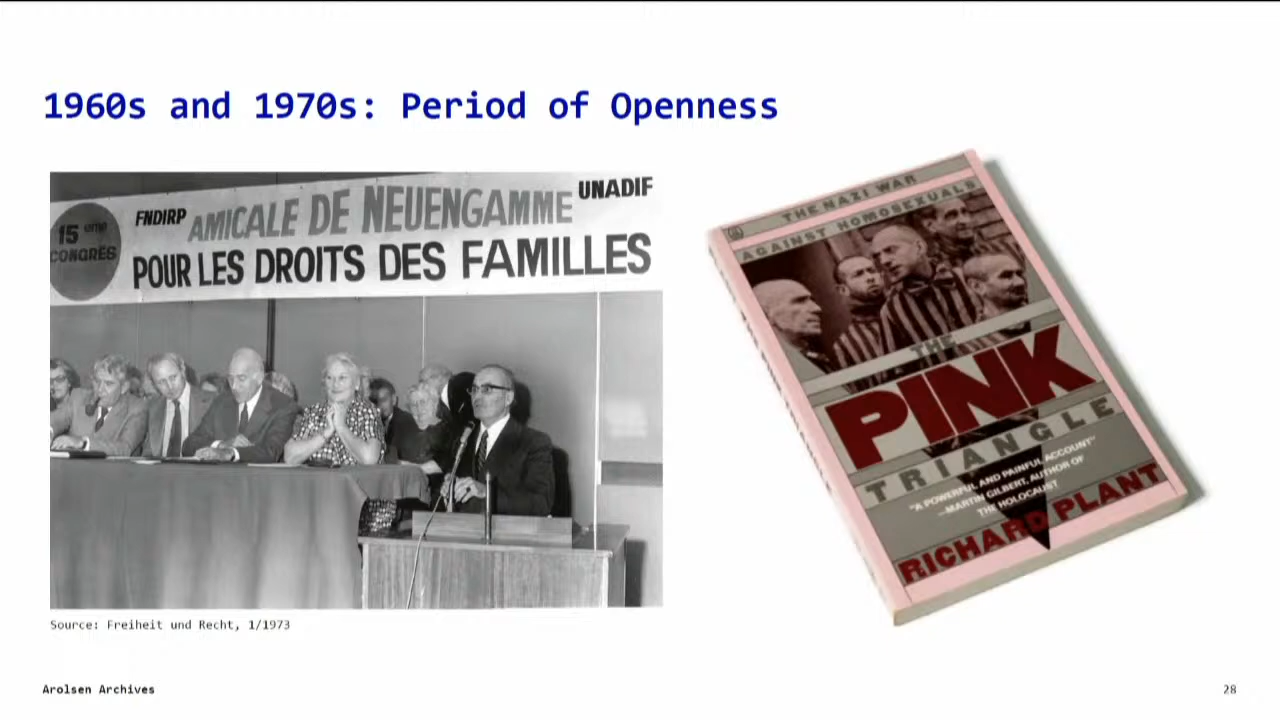 1960s and 1970s: Period of Openness
15 eme
CONGRÈS
FNDIRP AMICALE DE NEUENGAMME UNADIF
POUR LES DROITS DES FAMILLES
THE NAZI WAR
AGAINST HOMOSEXUALS
THE
PINK
TRIANGLE
"A POWERFUL AND PAINFUL ACCOUNT"
—MARTIN GILBERT, AUTHOR OF
THE HOLOCAUST
RICHARD PLANT
Source: Freiheit und Recht, 1/1973
Arolsen Archives
28